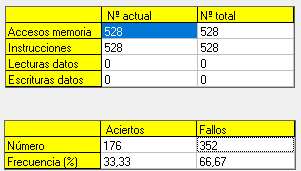 Nº actual Nº total
Accesos memoria 528 528
Instrucciones 528 528
Lecturas datos 0 0
Escrituras datos 0 0
Aciertos Fallos
Número 176 352
Frecuencia (%) 33,33 66,67